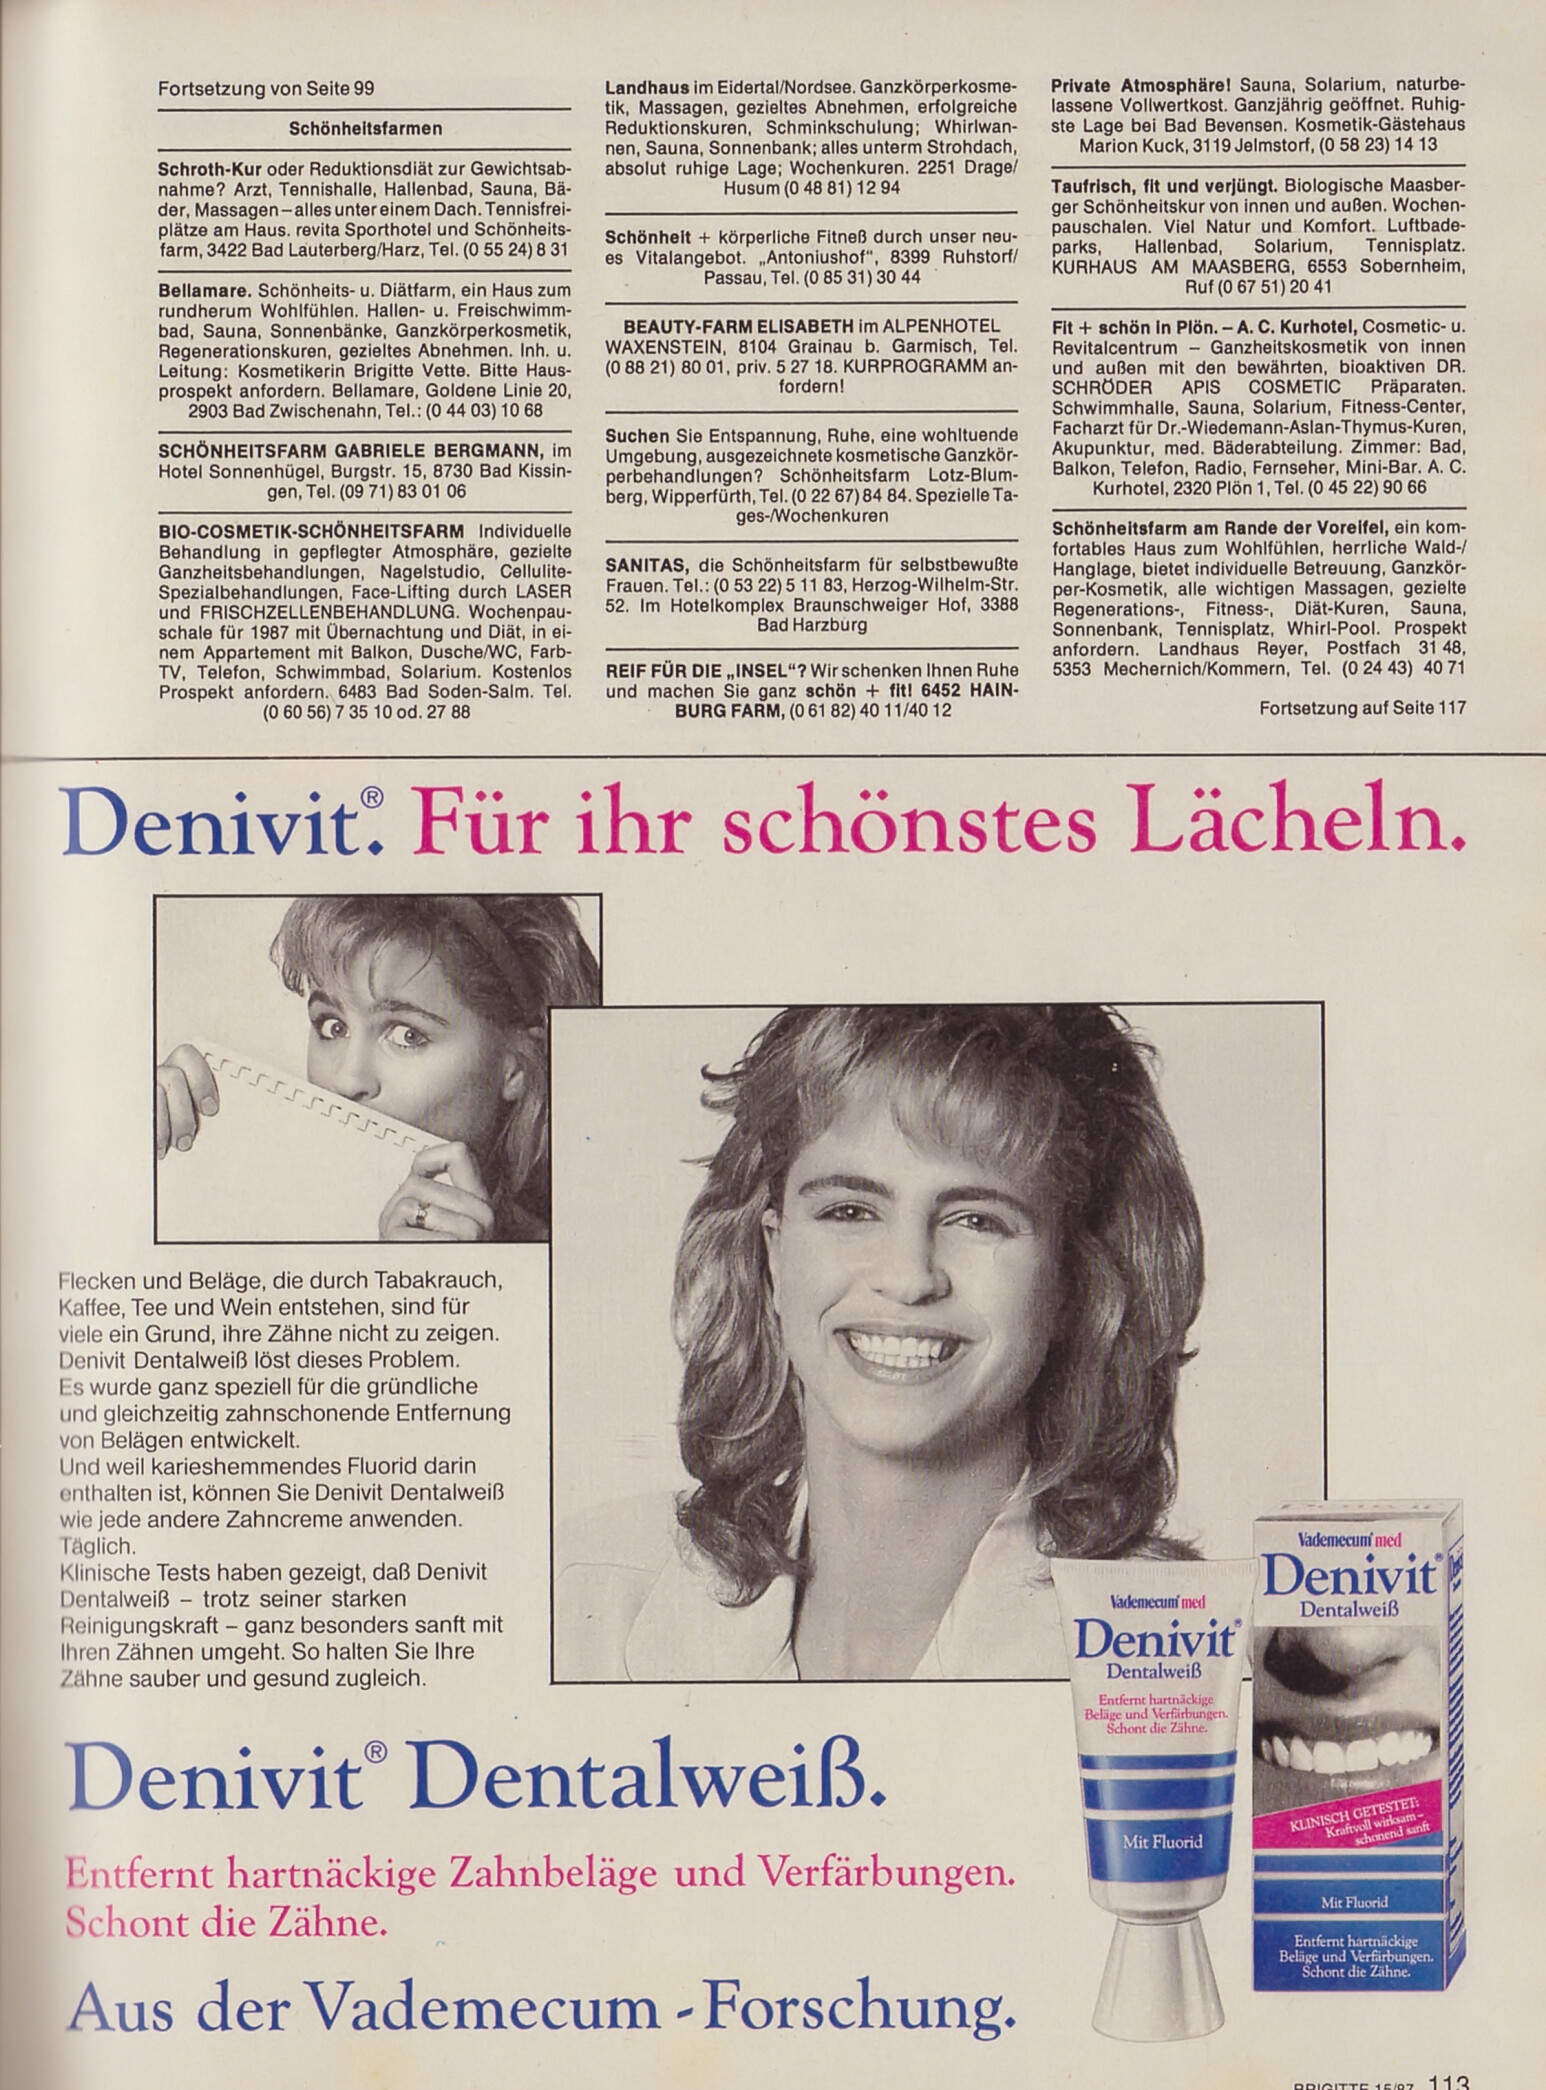 Fortsetzung von Seite 99
Schönheitsfarmen
Schroth-Kur oder Reduktionsdiät zur Gewichtsab-
nahme? Arzt, Tennishalle, Hallenbad, Sauna, Bä-
der, Massagen – alles unter einem Dach. Tennisfrei-
plätze am Haus. revita Sporthotel und Schönheits-
farm, 3422 Bad Lauterberg/Harz, Tel. (0 55 24) 8 31
Bellamare. Schönheits- u. Diätfarm, ein Haus zum
rundherum Wohlfühlen. Hallen- u. Freischwimm-
bad, Sauna, Sonnenbänke, Ganzkörperkosmetik,
Regenerationskuren, gezieltes Abnehmen. Inh. u.
Leitung: Kosmetikerin Brigitte Vette. Bitte Haus-
prospekt anfordern. Bellamare, Goldene Linie 20,
2903 Bad Zwischenahn, Tel.: (0 44 03) 10 68
SCHÖNHEITSFARM GABRIELE BERGMANN, im
Hotel Sonnenhügel, Burgstr. 15, 8730 Bad Kissin-
gen, Tel. (09 71) 83 01 06
BIO-COSMETIK-SCHÖNHEITSFARM Individuelle
Behandlung in gepflegter Atmosphäre, gezielte
Ganzheitsbehandlungen, Nagelstudio, Cellulite-
Spezialbehandlungen, Face-Lifting durch LASER
und FRISCHZELLENBEHANDLUNG. Wochenpau-
schale für 1987 mit Übernachtung und Diät, in ei-
nem Appartement mit Balkon, Dusche/WC, Farb-
TV, Telefon, Schwimmbad, Solarium. Kostenlos
Prospekt anfordern. 6483 Bad Soden-Salm. Tel.
(0 60 56) 7 35 10 od. 27 88
Landhaus im Eidertal/Nordsee. Ganzkörperkosme-
tik, Massagen, gezieltes Abnehmen, erfolgreiche
Reduktionskuren, Schminkschulung; Whirlwan-
nen, Sauna, Sonnenbank; alles unterm Strohdach,
absolut ruhige Lage; Wochenkuren. 2251 Drage/
Husum (0 48 81) 12 94
Schönheit + körperliche Fitneß durch unser neu-
es Vitalangebot. „Antoniushof“, 8399 Ruhstorf/
Passau, Tel. (0 85 31) 30 44
BEAUTY-FARM ELISABETH im ALPENHOTEL
WAXENSTEIN, 8104 Grainau b. Garmisch, Tel.
(0 88 21) 80 01, priv. 5 27 18. KURPROGRAMM an-
fordern!
Suchen Sie Entspannung, Ruhe, eine wohltuende
Umgebung, ausgezeichnete kosmetische Ganzkör-
perbehandlungen? Schönheitsfarm Lotz-Blum-
berg, Wipperfürth, Tel. (0 22 67) 84 84. Spezielle Ta-
ges-/Wochenkuren
SANITAS, die Schönheitsfarm für selbstbewußte
Frauen. Tel.: (0 53 22) 5 11 83, Herzog-Wilhelm-Str.
52. Im Hotelkomplex Braunschweiger Hof, 3388
Bad Harzburg
REIF FÜR DIE „INSEL“? Wir schenken Ihnen Ruhe
und machen Sie ganz schön + fit! 6452 HAIN-
BURG FARM, (0 61 82) 40 11/40 12
Private Atmosphäre! Sauna, Solarium, naturbe-
lassene Vollwertkost. Ganzjährig geöffnet. Ruhig-
ste Lage bei Bad Bevensen. Kosmetik-Gästehaus
Marion Kuck, 3119 Jelmstorf, (0 58 23) 14 13
Taufrisch, fit und verjüngt. Biologische Maasber-
ger Schönheitskur von innen und außen. Wochen-
pauschalen. Viel Natur und Komfort. Luftbade-
parks, Hallenbad, Solarium, Tennisplatz.
KURHAUS AM MAASBERG, 6553 Sobernheim,
Ruf (0 67 51) 20 41
Fit + schön in Plön. – A. C. Kurhotel, Cosmetic- u.
Revitalcentrum – Ganzheitskosmetik von innen
und außen mit den bewährten, bioaktiven DR.
SCHRÖDER APIS COSMETIC Präparaten.
Schwimmhalle, Sauna, Solarium, Fitness-Center,
Facharzt für Dr.-Wiedemann-Aslan-Thymus-Kuren,
Akupunktur, med. Bäderabteilung. Zimmer: Bad,
Balkon, Telefon, Radio, Fernseher, Mini-Bar. A. C.
Kurhotel, 2320 Plön 1, Tel. (0 45 22) 90 66
Schönheitsfarm am Rande der Voreifel, ein kom-
fortables Haus zum Wohlfühlen, herrliche Wald-/
Hanglage, bietet individuelle Betreuung, Ganzkör-
per-Kosmetik, alle wichtigen Massagen, gezielte
Regenerations-, Fitness-, Diät-Kuren, Sauna,
Sonnenbank, Tennisplatz, Whirl-Pool. Prospekt
anfordern. Landhaus Reyer, Postfach 31 48,
5353 Mechernich/Kommern, Tel. (0 24 43) 40 71
Fortsetzung auf Seite 117
Denivit®. Für ihr schönstes Lächeln.
Flecken und Beläge, die durch Tabakrauch,
Kaffee, Tee und Wein entstehen, sind für
viele ein Grund, ihre Zähne nicht zu zeigen.
Denivit Dentalweiß löst dieses Problem.
Es wurde ganz speziell für die gründliche
und gleichzeitig zahnschonende Entfernung
von Belägen entwickelt.
Und weil karieshemmendes Fluorid darin
enthalten ist, können Sie Denivit Dentalweiß
wie jede andere Zahncreme anwenden.
Täglich.
Klinische Tests haben gezeigt, daß Denivit
Dentalweiß – trotz seiner starken
Reinigungskraft – ganz besonders sanft mit
Ihren Zähnen umgeht. So halten Sie Ihre
Zähne sauber und gesund zugleich.
Vademecum® med
Denivit®
Dentalweiß
Entfernt hartnäckige
Beläge und Verfärbungen.
Schont die Zähne.
Mit Fluorid
Vademecum® med
Denivit®
Dentalweiß
KLINISCH GETESTET:
Kraftvoll wirksam –
schonend sanft
Mit Fluorid
Entfernt hartnäckige
Beläge und Verfärbungen.
Schont die Zähne.
Denivit® Dentalweiß.
Entfernt hartnäckige Zahnbeläge und Verfärbungen.
Schont die Zähne.
Aus der Vademecum-Forschung.
BRIGITTE 15/87 113